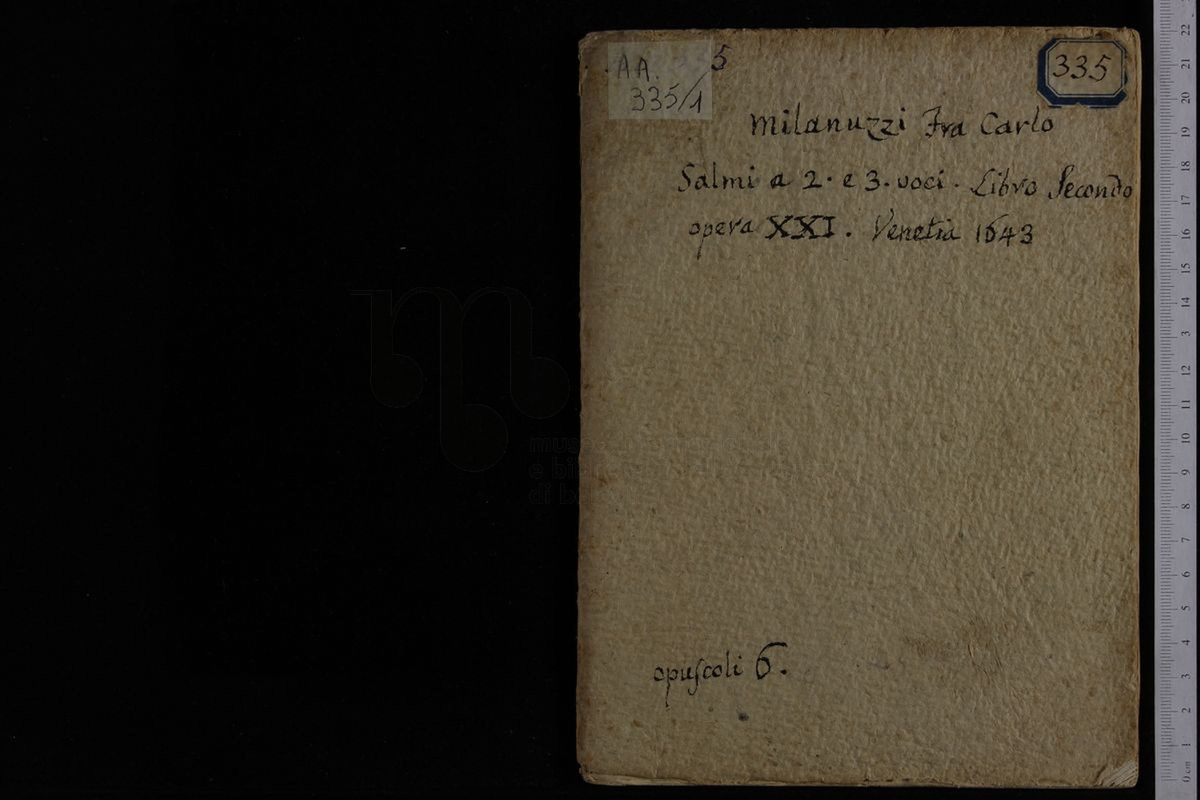 AA. 5
335/1
335
Milanuzzi Fra Carlo
Salmi a 2. e 3. voci. Libro Secondo
opera XXI. Venetia 1643
opuscoli 6.